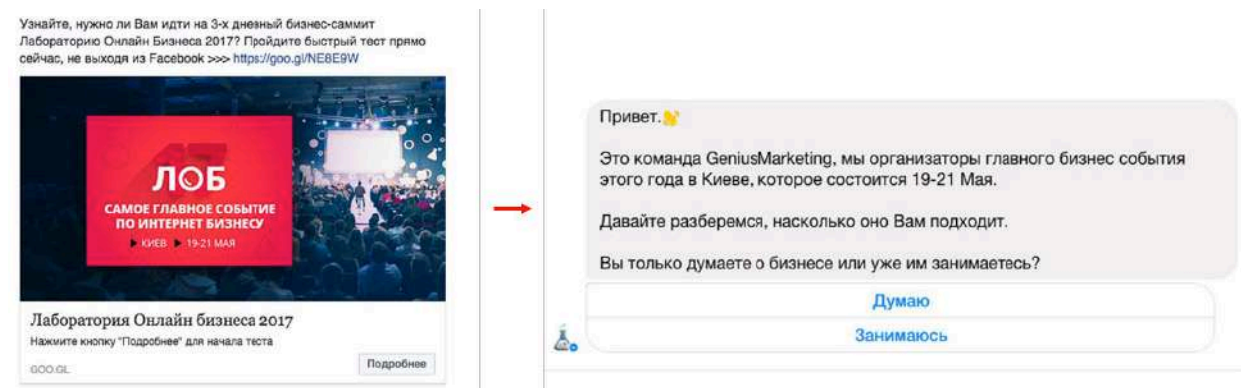 Узнайте, нужно ли Вам идти на 3-х дневный бизнес-саммит
Лабораторию Онлайн Бизнеса 2017? Пройдите быстрый тест прямо
сейчас, не выходя из Facebook >>> https://goo.gl/NE8E9W
ЛОБ
САМОЕ ГЛАВНОЕ СОБЫТИЕ
ПО ИНТЕРНЕТ БИЗНЕСУ
КИЕВ 19-21 МАЯ
Лаборатория Онлайн бизнеса 2017
Нажмите кнопку "Подробнее" для начала теста
GOO.GL
Подробнее
Привет.👋
Это команда GeniusMarketing, мы организаторы главного бизнес события
этого года в Киеве, которое состоится 19-21 Мая.
Давайте разберемся, насколько оно Вам подходит.
Вы только думаете о бизнесе или уже им занимаетесь?
Думаю
Занимаюсь